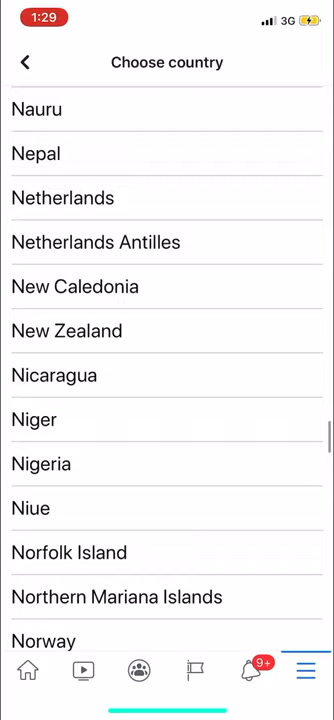 1:29
3G
Choose country
Nauru
Nepal
Netherlands
Netherlands Antilles
New Caledonia
New Zealand
Nicaragua
Niger
Nigeria
Niue
Norfolk Island
Northern Mariana Islands
Norway
9+